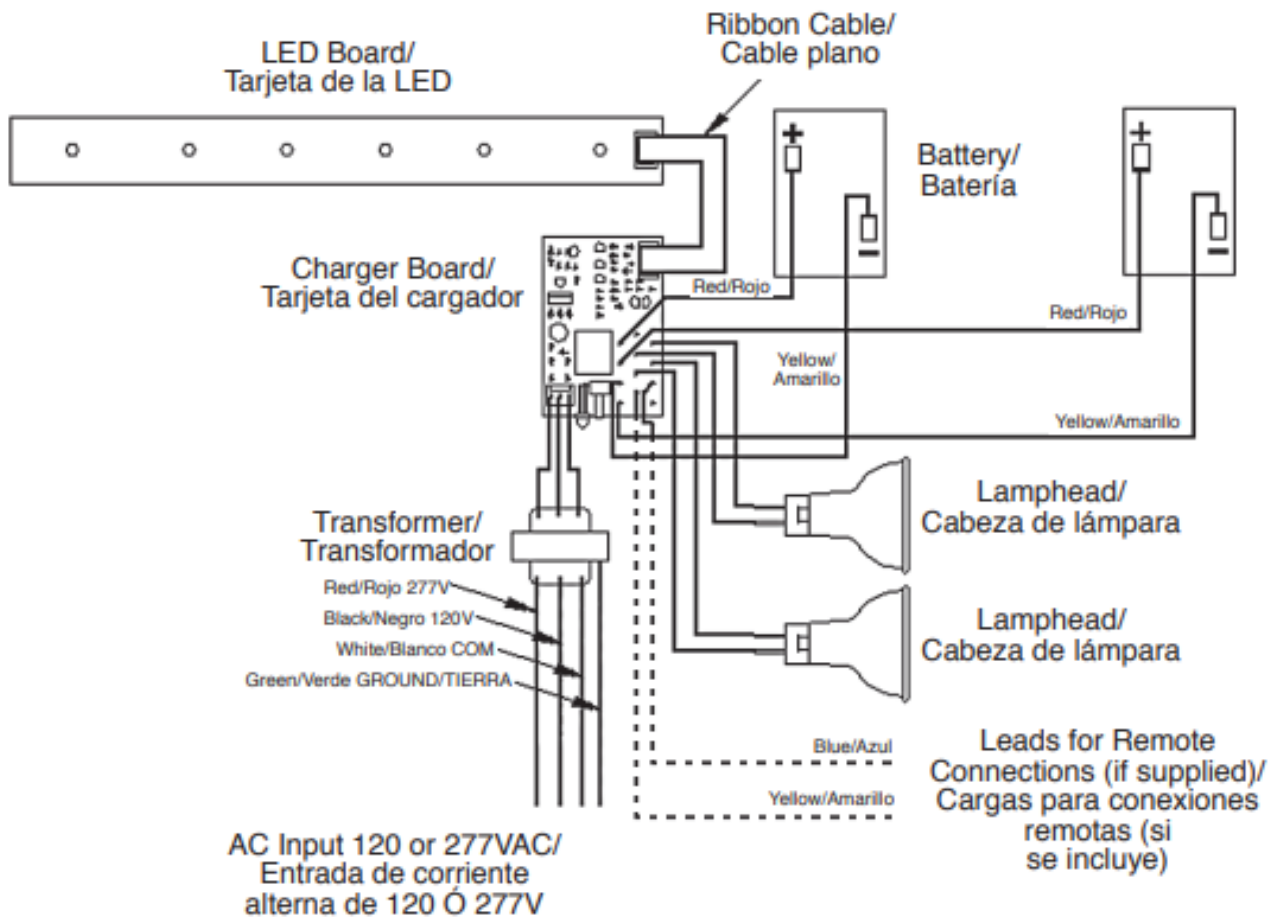 Ribbon Cable/
Cable plano
LED Board/
Tarjeta de la LED
+
+
Battery/
Batería
Charger Board/
Tarjeta del cargador
Red/Rojo
Red/Rojo
Yellow/
Amarillo
Yellow/Amarillo
Lamphead/
Cabeza de lámpara
Transformer/
Transformador
Red/Rojo 277V
Black/Negro 120V
White/Blanco COM
Green/Verde GROUND/TIERRA
Lamphead/
Cabeza de lámpara
Blue/Azul
Yellow/Amarillo
Leads for Remote
Connections (if supplied)/
Cargas para conexiones
remotas (si
se incluye)
AC Input 120 or 277VAC/
Entrada de corriente
alterna de 120 Ó 277V